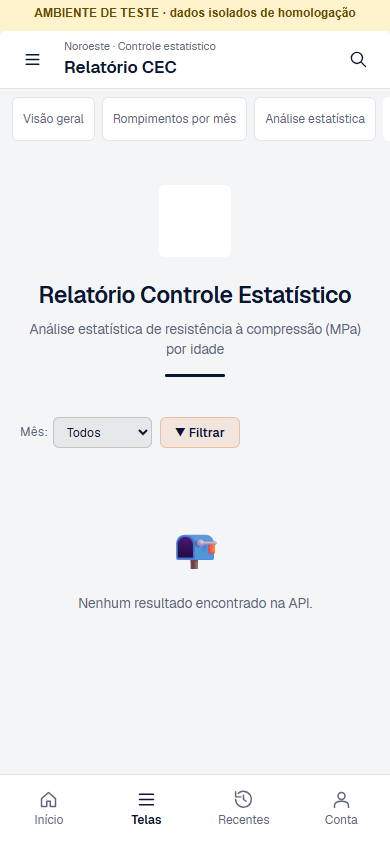 AMBIENTE DE TESTE · dados isolados de homologação
Noroeste · Controle estatístico
Relatório CEC
Visão geral
Rompimentos por mês
Análise estatística
Relatório Controle Estatístico
Análise estatística de resistência à compressão (MPa)
por idade
Mês:
Todos
▼ Filtrar
Nenhum resultado encontrado na API.
Início
Telas
Recentes
Conta